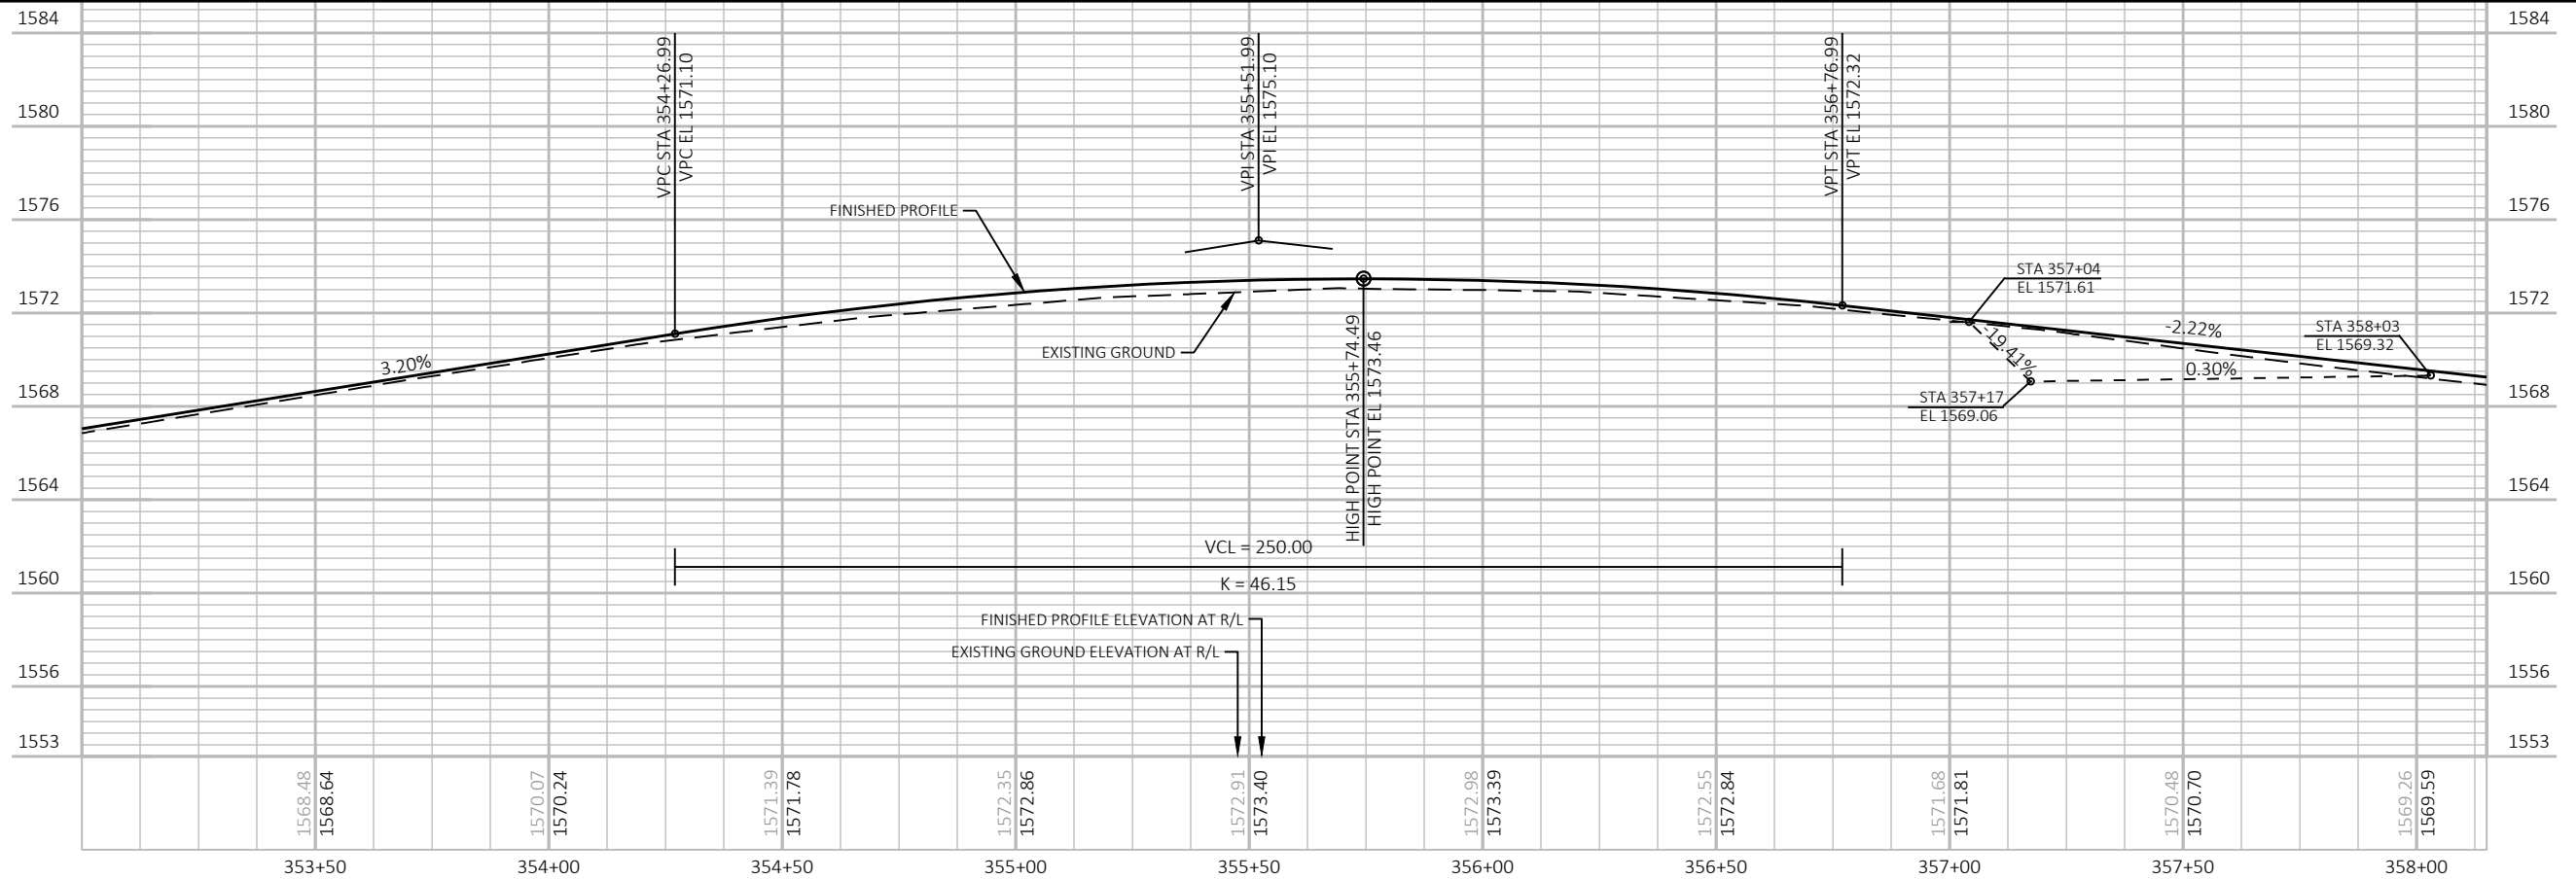 1584
1584
VPC STA 354+26.99
VPC EL 1571.10
VPI STA 355+51.99
VPI EL 1575.10
VPT STA 356+76.99
VPT EL 1572.32
1580
1580
1576
1576
FINISHED PROFILE
STA 357+04
EL 1571.61
1572
1572
-2.22%
STA 358+03
EL 1569.32
EXISTING GROUND
HIGH POINT STA 355+74.49
HIGH POINT EL 1573.46
-19.41%
3.20%
0.30%
STA 357+17
EL 1569.06
1568
1568
1564
1564
VCL = 250.00
K = 46.15
1560
1560
FINISHED PROFILE ELEVATION AT R/L
EXISTING GROUND ELEVATION AT R/L
1556
1556
1553
1553
1568.48
1568.64
1570.07
1570.24
1571.39
1571.78
1572.35
1572.86
1572.91
1573.40
1572.98
1573.39
1572.55
1572.84
1571.68
1571.81
1570.48
1570.70
1569.26
1569.59
353+50
354+00
354+50
355+00
355+50
356+00
356+50
357+00
357+50
358+00